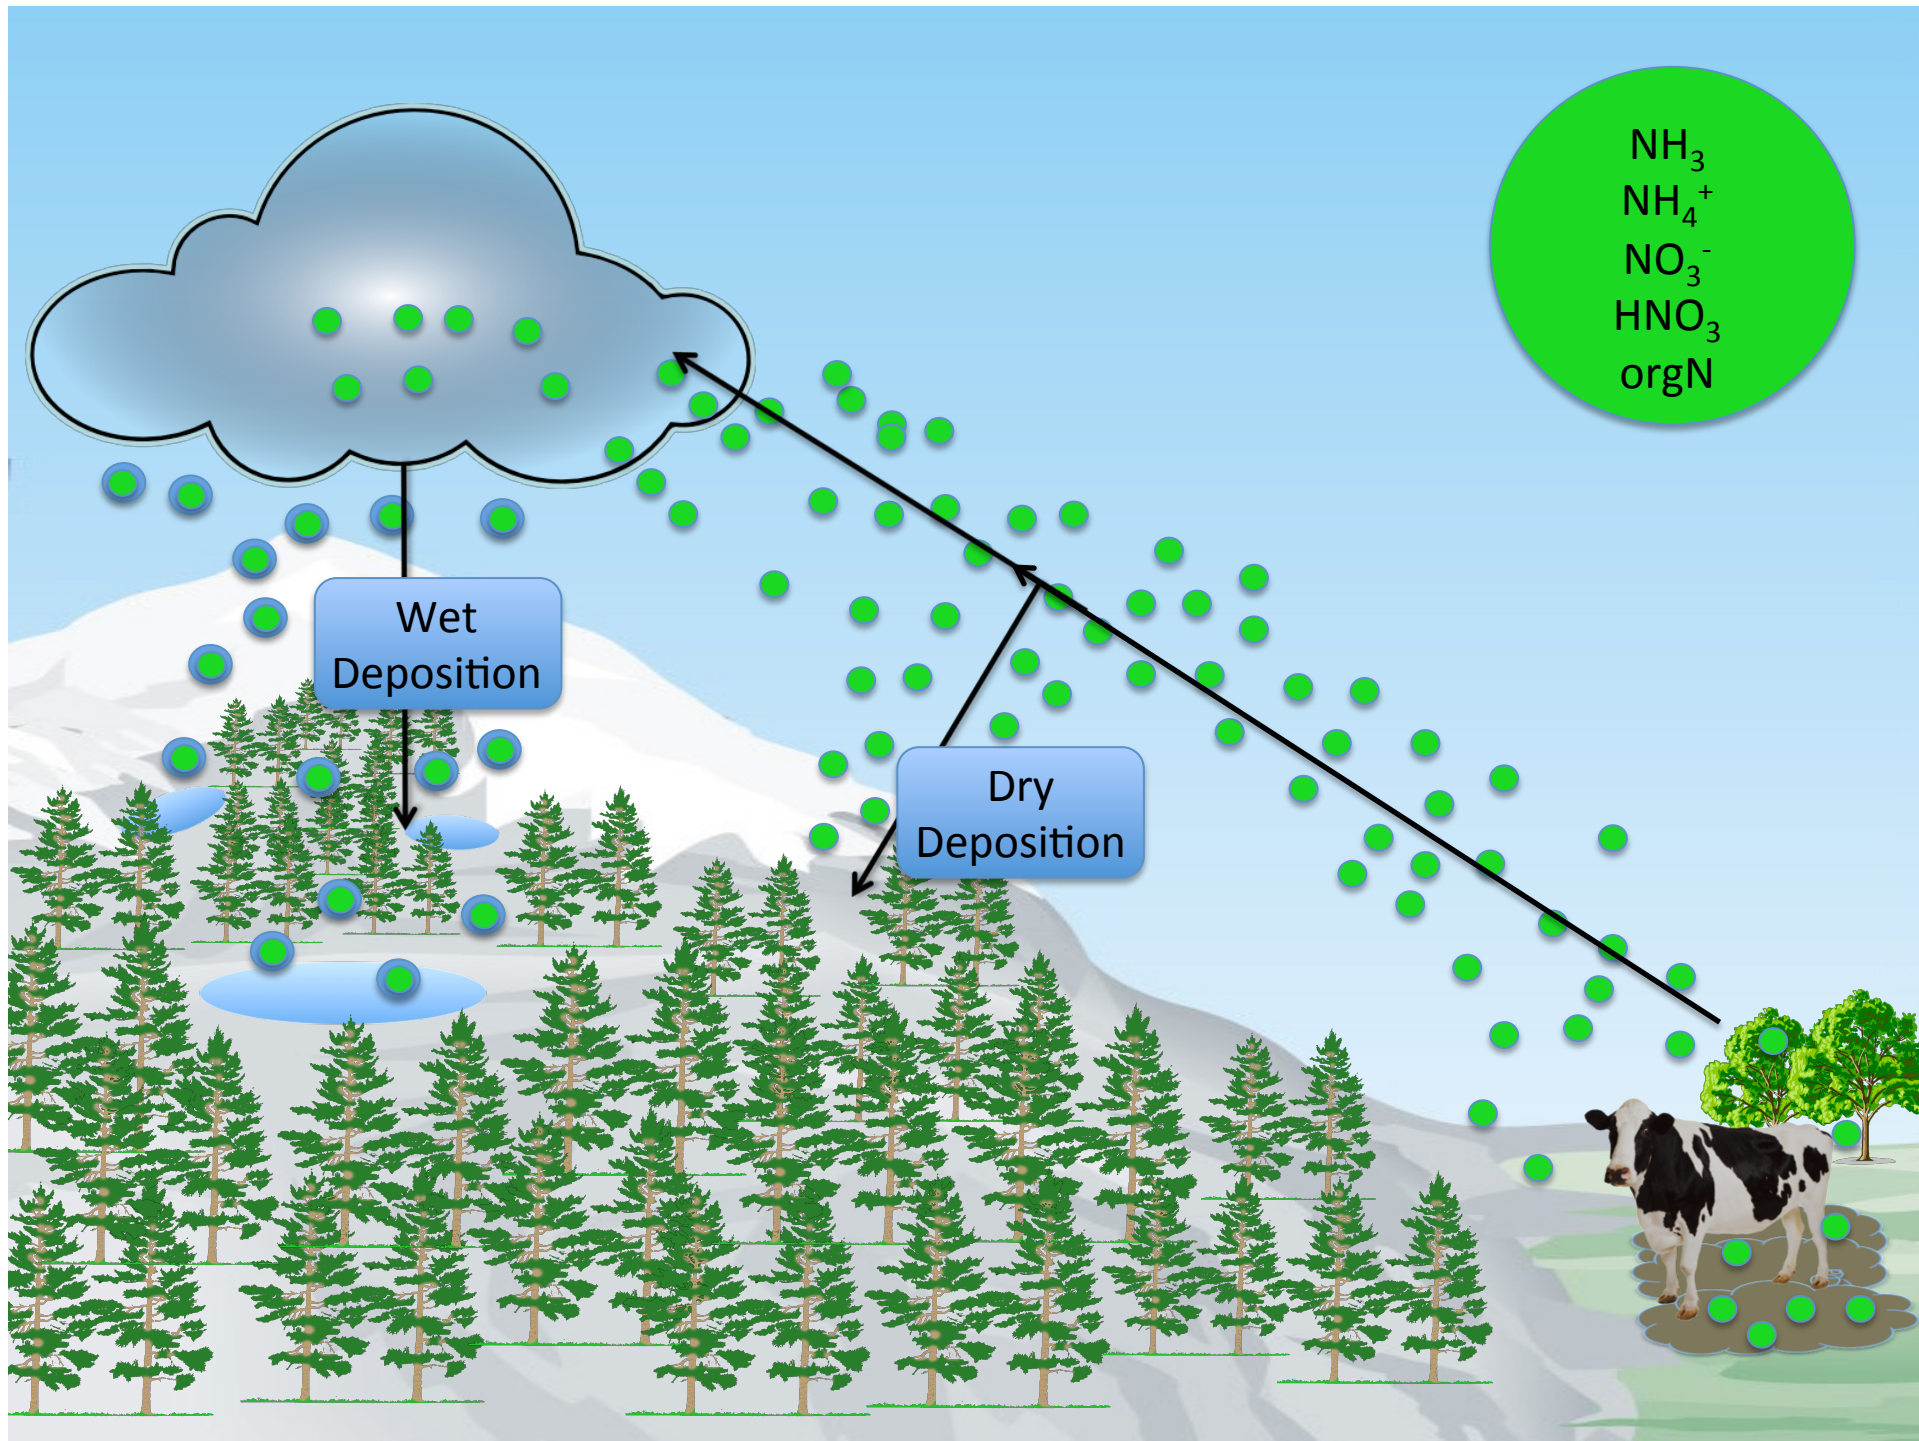 NH₃
NH₄⁺
NO₃⁻
HNO₃
orgN
Wet
Deposition
Dry
Deposition